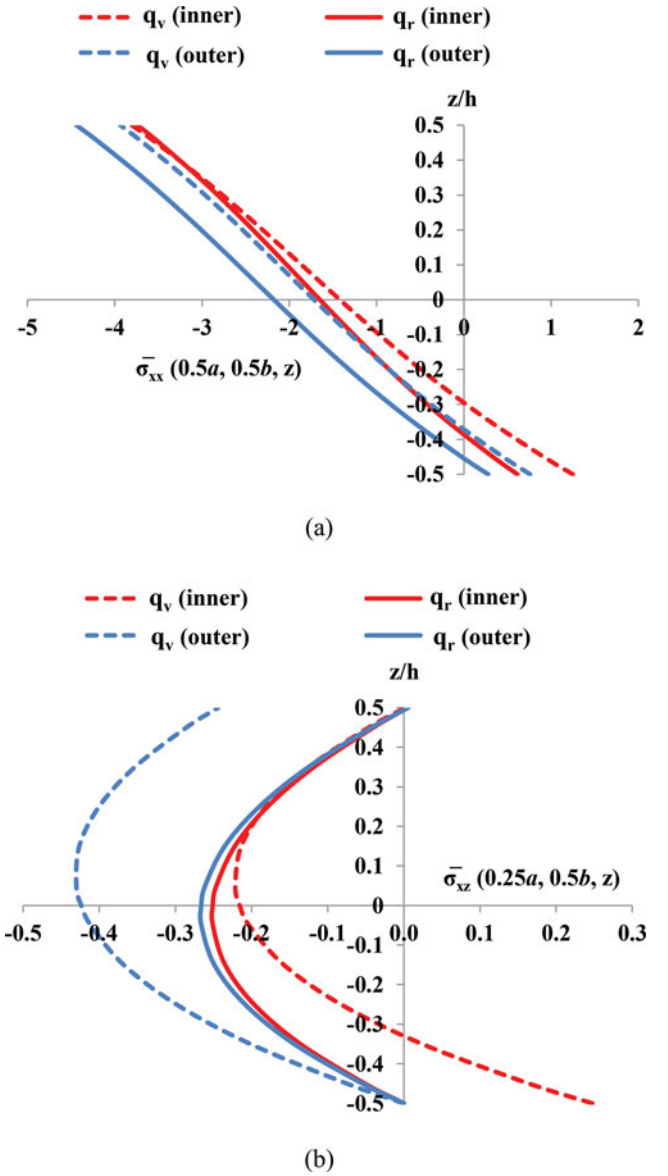 q_v (inner) q_r (inner)
q_v (outer) q_r (outer)
z/h
0.5
0.4
0.3
0.2
0.1
0
-5 -4 -3 -2 -1 0 1 2
-0.1
σ̄_xx (0.5a, 0.5b, z)
-0.2
-0.3
-0.4
-0.5
(a)
q_v (inner) q_r (inner)
q_v (outer) q_r (outer)
z/h
0.5
0.4
0.3
0.2
0.1
σ̄_xz (0.25a, 0.5b, z)
0
-0.5 -0.4 -0.3 -0.2 -0.1 0.0 0.1 0.2 0.3
-0.1
-0.2
-0.3
-0.4
-0.5
(b)